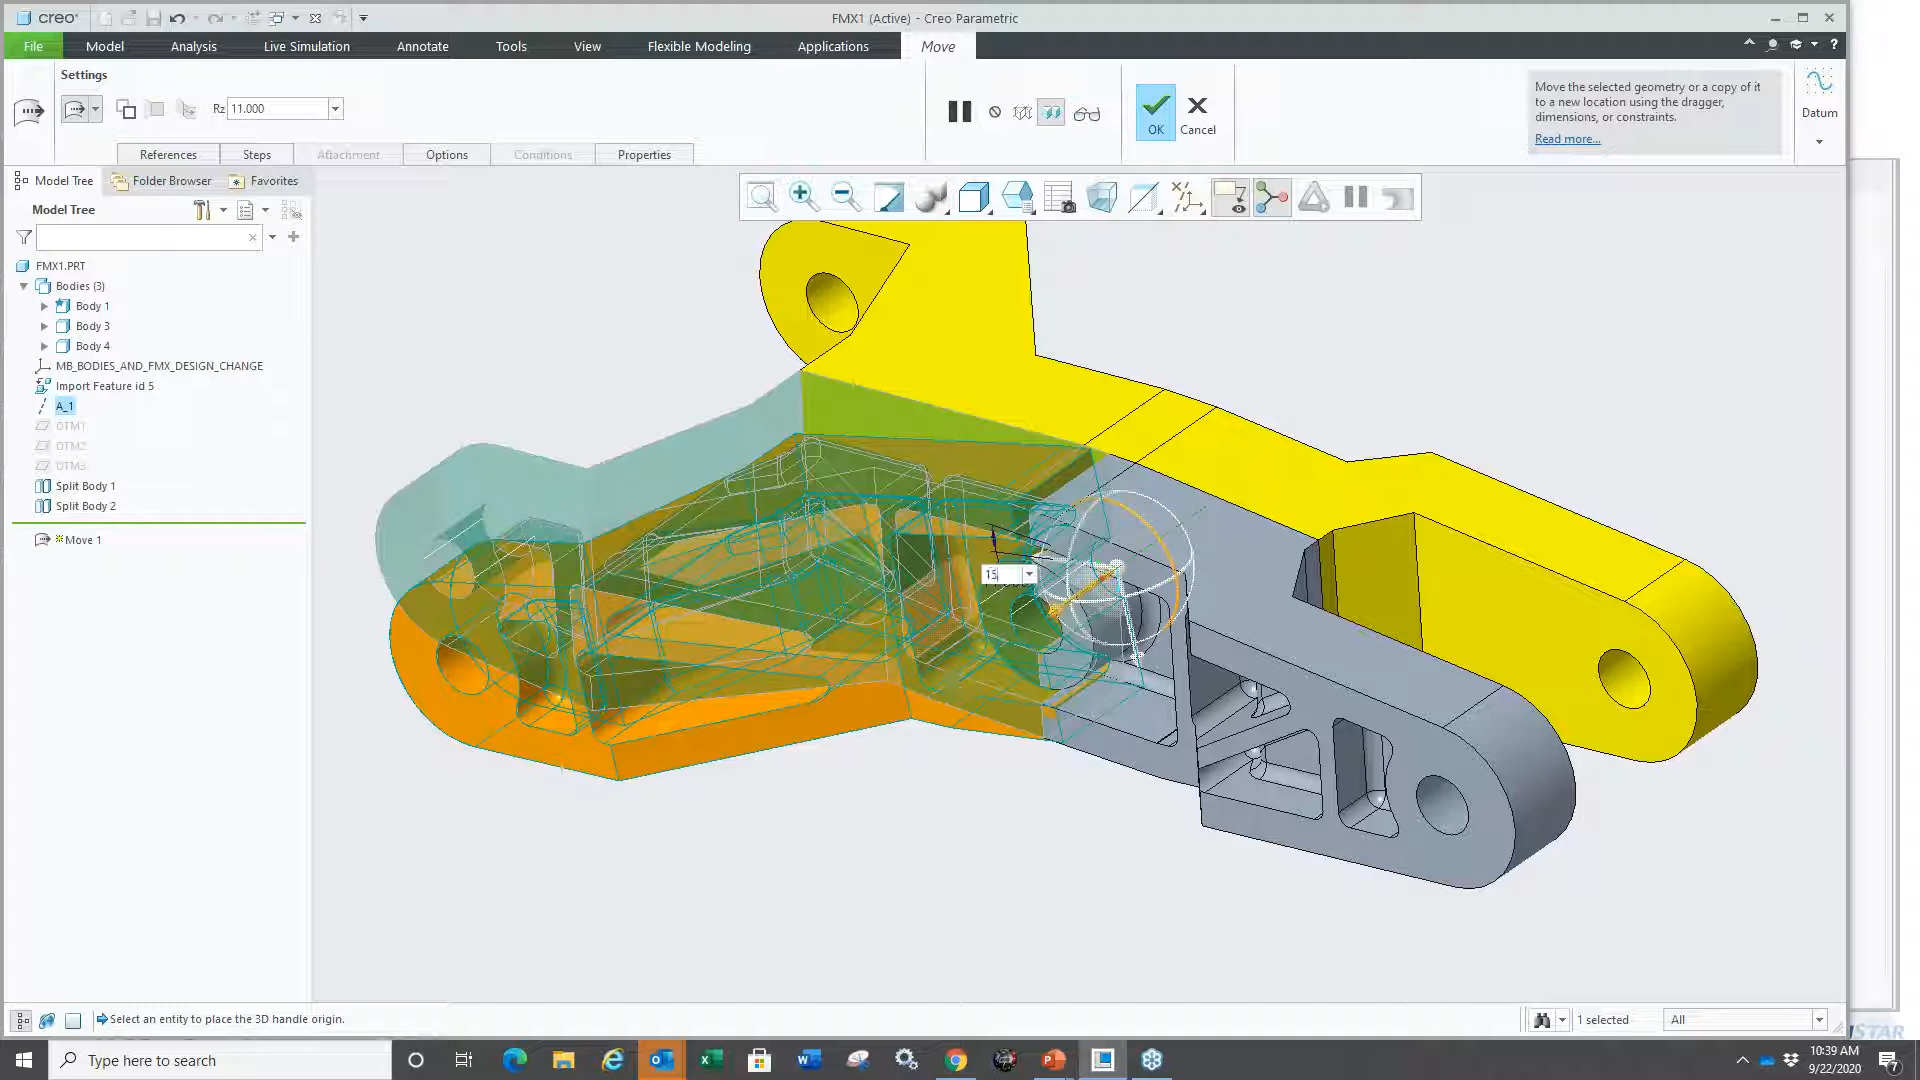 creo
FMX1 (Active) - Creo Parametric
File
Model
Analysis
Live Simulation
Annotate
Tools
View
Flexible Modeling
Applications
Move
?
Settings
Rz
11.000
OK
Cancel
Move the selected geometry or a copy of it
to a new location using the dragger,
dimensions, or constraints.
Read more...
Datum
References
Steps
Attachment
Options
Conditions
Properties
Model Tree
Folder Browser
Favorites
Model Tree
FMX1.PRT
Bodies (3)
Body 1
Body 3
Body 4
MB_BODIES_AND_FMX_DESIGN_CHANGE
Import Feature id 5
A_1
DTM1
DTM2
DTM3
Split Body 1
Split Body 2
Move 1
15
Select an entity to place the 3D handle origin.
1 selected
All
Type here to search
10:39 AM
9/22/2020
7